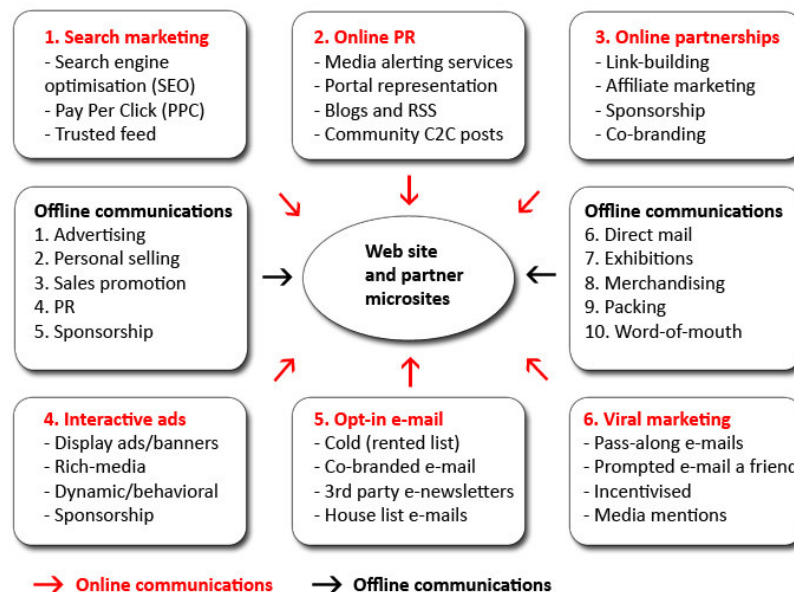 1. Search marketing
- Search engine
optimisation (SEO)
- Pay Per Click (PPC)
- Trusted feed
2. Online PR
- Media alerting services
- Portal representation
- Blogs and RSS
- Community C2C posts
3. Online partnerships
- Link-building
- Affiliate marketing
- Sponsorship
- Co-branding
Offline communications
1. Advertising
2. Personal selling
3. Sales promotion
4. PR
5. Sponsorship
Web site
and partner
microsites
Offline communications
6. Direct mail
7. Exhibitions
8. Merchandising
9. Packing
10. Word-of-mouth
4. Interactive ads
- Display ads/banners
- Rich-media
- Dynamic/behavioral
- Sponsorship
5. Opt-in e-mail
- Cold (rented list)
- Co-branded e-mail
- 3rd party e-newsletters
- House list e-mails
6. Viral marketing
- Pass-along e-mails
- Prompted e-mail a friend
- Incentivised
- Media mentions
Online communications
Offline communications